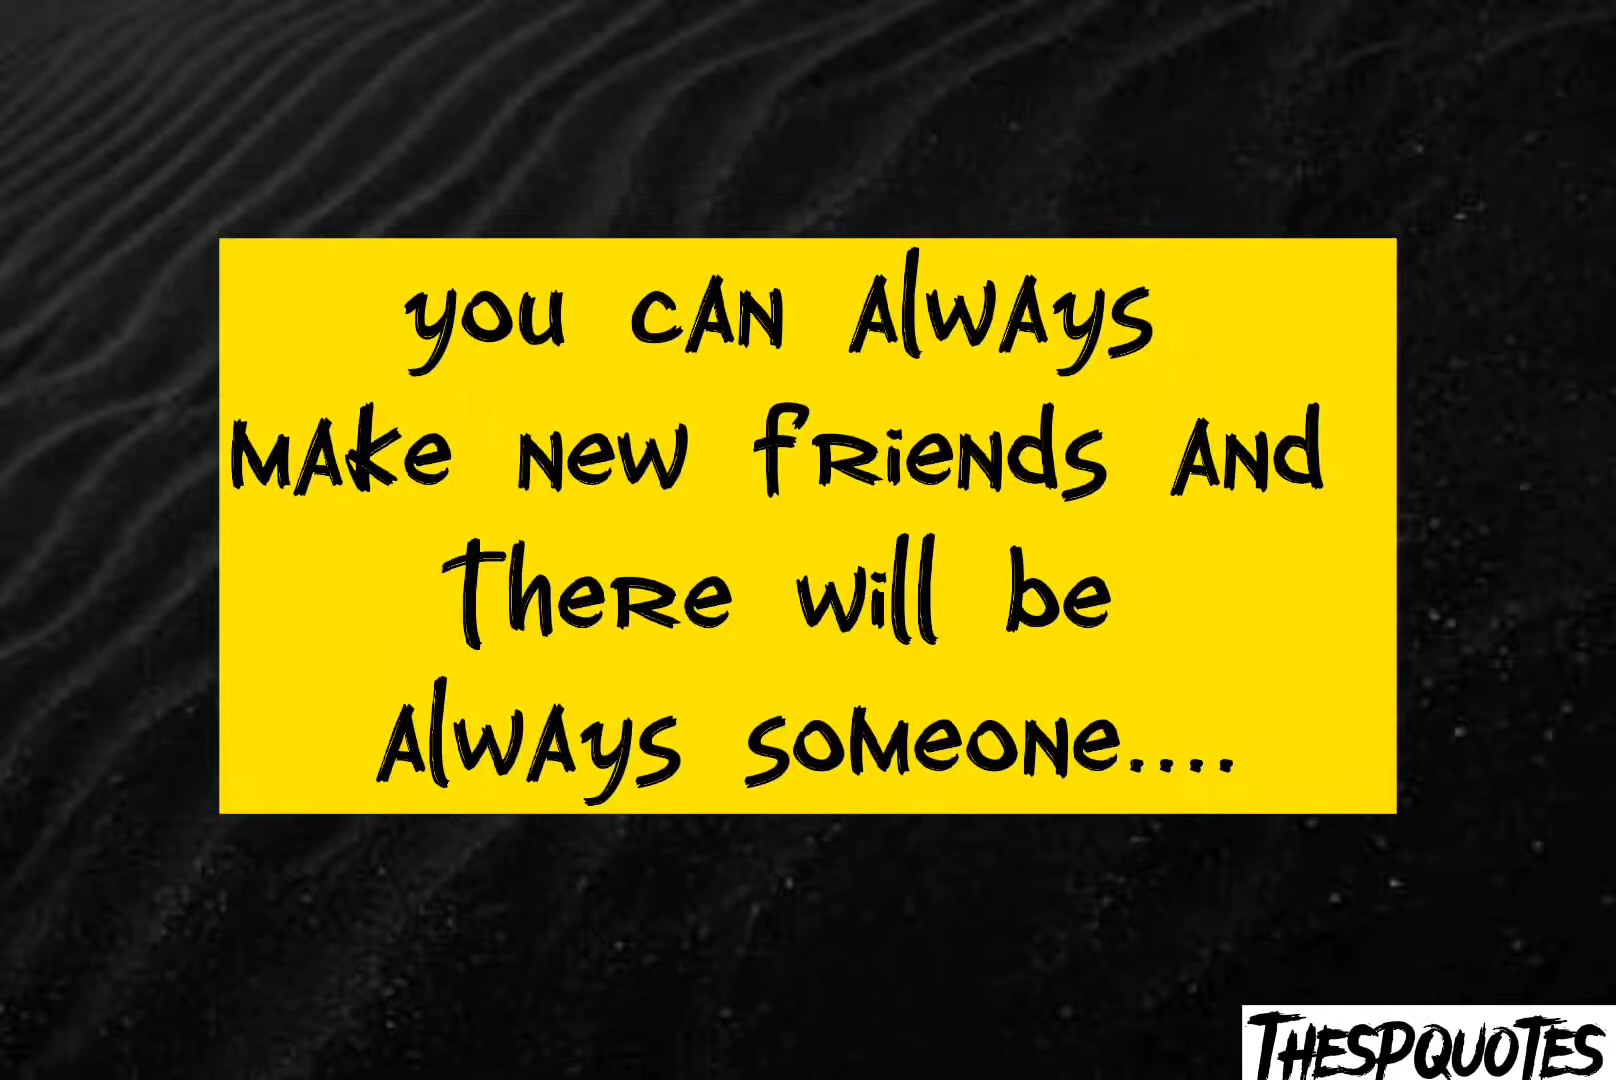 you can always
make new friends and
there will be
always someone....
THESPQUOTES